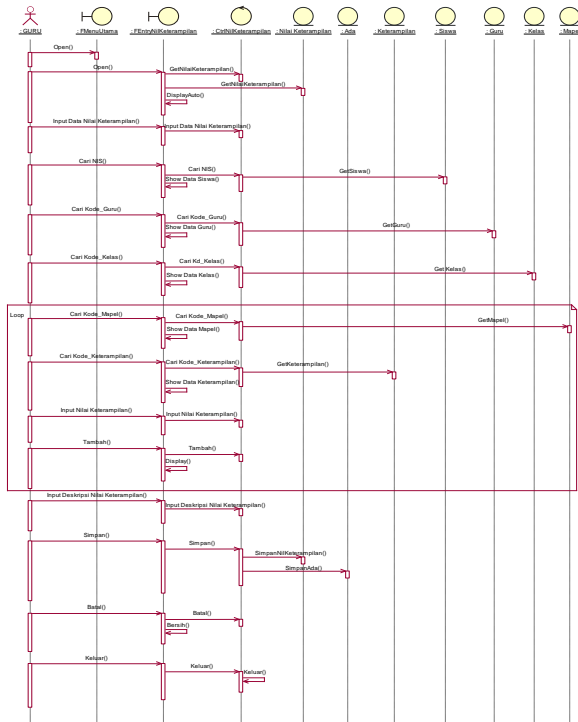 : GURU
: FMenuUtama
: FEntryNilKeterampilan
: CtrlNilKeterampilan
: Nilai Keterampilan
: Ada
: Keterampilan
: Siswa
: Guru
: Kelas
: Mapel
Open()
Open()
GetNilaiKeterampilan()
GetNilaiKeterampilan()
DisplayAuto()
Input Data Nilai Keterampilan()
Input Data Nilai Keterampilan()
Cari NIS()
Cari NIS()
GetSiswa()
Show Data Siswa()
Cari Kode_Guru()
Cari Kode_Guru()
Show Data Guru()
GetGuru()
Cari Kode_Kelas()
Cari Kd_Kelas()
Get Kelas()
Show Data Kelas()
Loop
Cari Kode_Mapel()
Cari Kode_Mapel()
GetMapel()
Show Data Mapel()
Cari Kode_Keterampilan()
Cari Kode_Keterampilan()
GetKeterampilan()
Show Data Keterampilan()
Input Nilai Keterampilan()
Input Nilai Keterampilan()
Tambah()
Tambah()
Display()
Input Deskripsi Nilai Keterampilan()
Input Deskripsi Nilai Keterampilan()
Simpan()
Simpan()
SimpanNilKeterampilan()
SimpanAda()
Batal()
Batal()
Bersih()
Keluar()
Keluar()
Keluar()